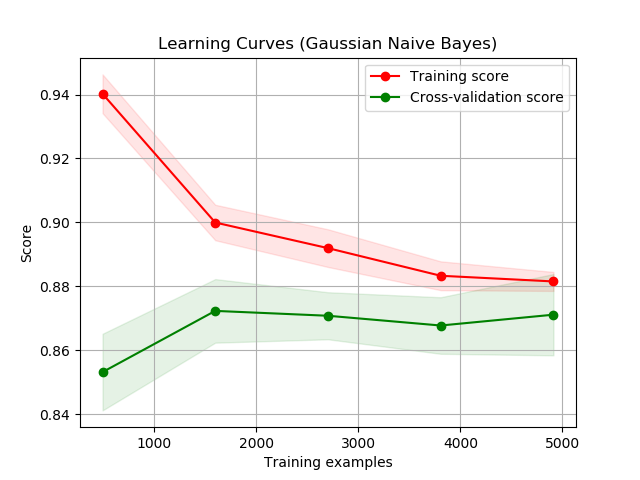 Learning Curves (Gaussian Naive Bayes)
Training score
Cross-validation score
0.94
0.92
0.90
0.88
0.86
0.84
Score
1000 2000 3000 4000 5000
Training examples